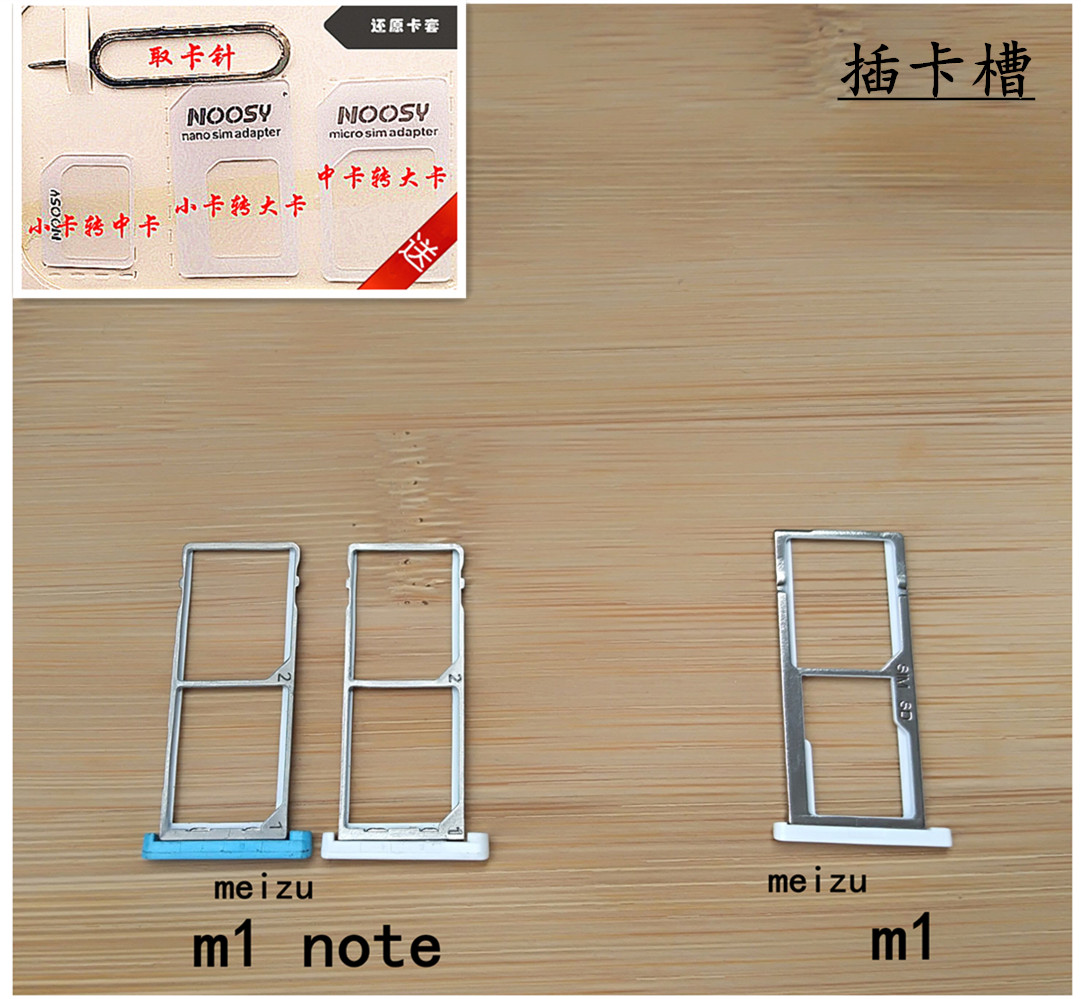 还原卡套
取卡针
NOOSY
nano sim adapter
NOOSY
micro sim adapter
中卡转大卡
小卡转大卡
NOOSY
小卡转中卡
送
插卡槽
2
1
2
1
SIM SD
meizu
m1 note
meizu
m1